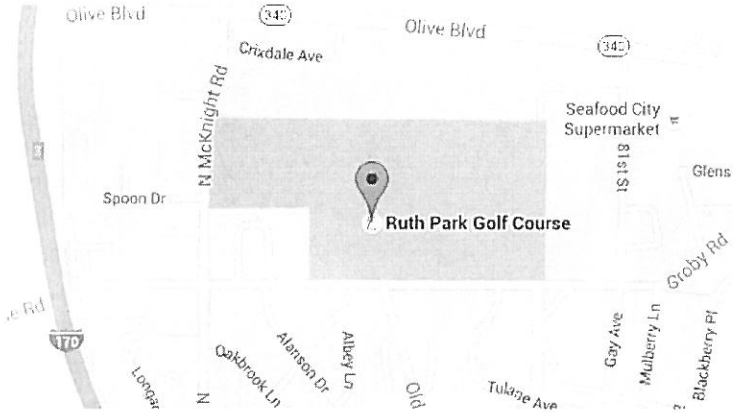 Olive Blvd
340
Olive Blvd
340
Crixdale Ave
N McKnight Rd
Seafood City
Supermarket
81st St
Glens
Spoon Dr
Ruth Park Golf Course
Groby Rd
170
Longa
N
Oakbrook Ln
Alanson Dr
Albey Ln
Old
Tulane Ave
Gay Ave
Mulberry Ln
Blackberry Pl
e Rd